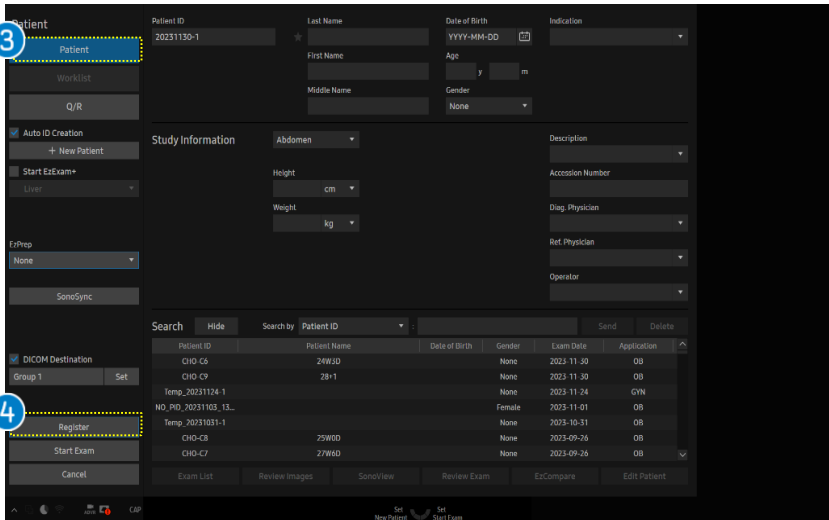 Patient
3
Patient
Worklist
Q/R
Auto ID Creation
+ New Patient
Start EzExam+
Liver
EzPrep
None
SonoSync
DICOM Destination
Group 1 Set
4
Register
Start Exam
Cancel
Patient ID
20231130-1
Last Name
First Name
Middle Name
Date of Birth
YYYY-MM-DD
Age
y m
Gender
None
Indication
Study Information
Abdomen
Height
cm
Weight
kg
Description
Accession Number
Diag. Physician
Ref. Physician
Operator
Search Hide Search by Patient ID : Send Delete
Patient ID Patient Name Date of Birth Gender Exam Date Application
CHO-C6 24W3D None 2023-11-30 OB
CHO-C9 28+1 None 2023-11-30 OB
Temp_20231124-1 None 2023-11-24 GYN
NO_PID_20231103_13... Female 2023-11-01 OB
Temp_20231031-1 None 2023-10-31 OB
CHO-C8 25W0D None 2023-09-26 OB
CHO-C7 27W6D None 2023-09-26 OB
Exam List Review Images SonoView Review Exam EzCompare Edit Patient
CAP
Set
New Patient
Set
Start Exam